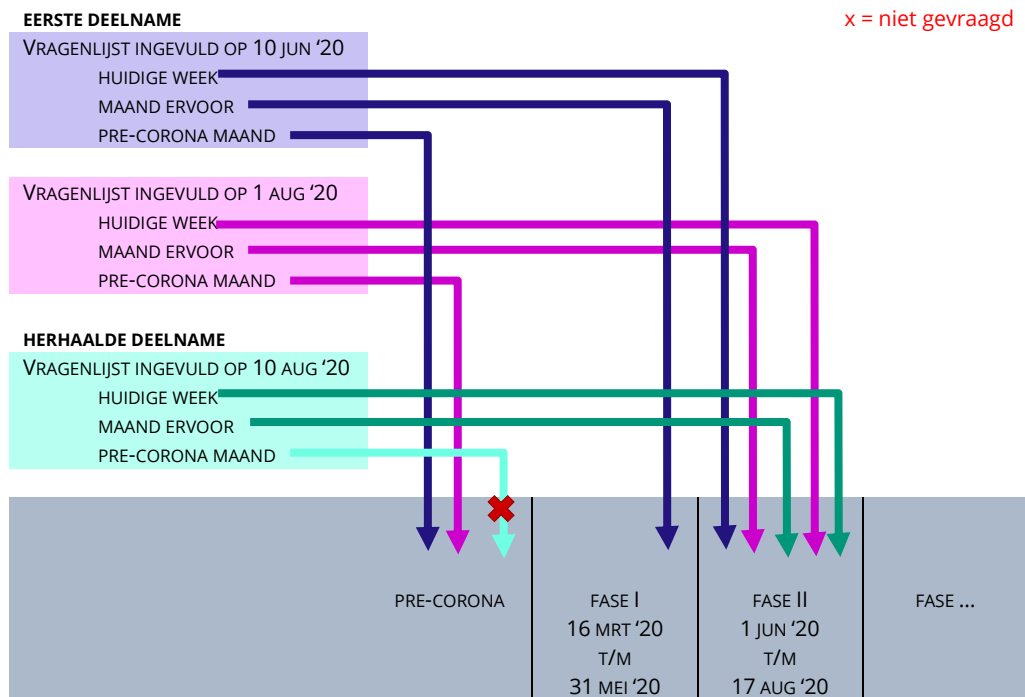 EERSTE DEELNAME
x = niet gevraagd
VRAGENLIJST INGEVULD OP 10 JUN ‘20
HUIDIGE WEEK
MAAND ERVOOR
PRE-CORONA MAAND
VRAGENLIJST INGEVULD OP 1 AUG ‘20
HUIDIGE WEEK
MAAND ERVOOR
PRE-CORONA MAAND
HERHAALDE DEELNAME
VRAGENLIJST INGEVULD OP 10 AUG ‘20
HUIDIGE WEEK
MAAND ERVOOR
PRE-CORONA MAAND
PRE-CORONA
FASE I
16 MRT ‘20
T/M
31 MEI ‘20
FASE II
1 JUN ‘20
T/M
17 AUG ‘20
FASE ...